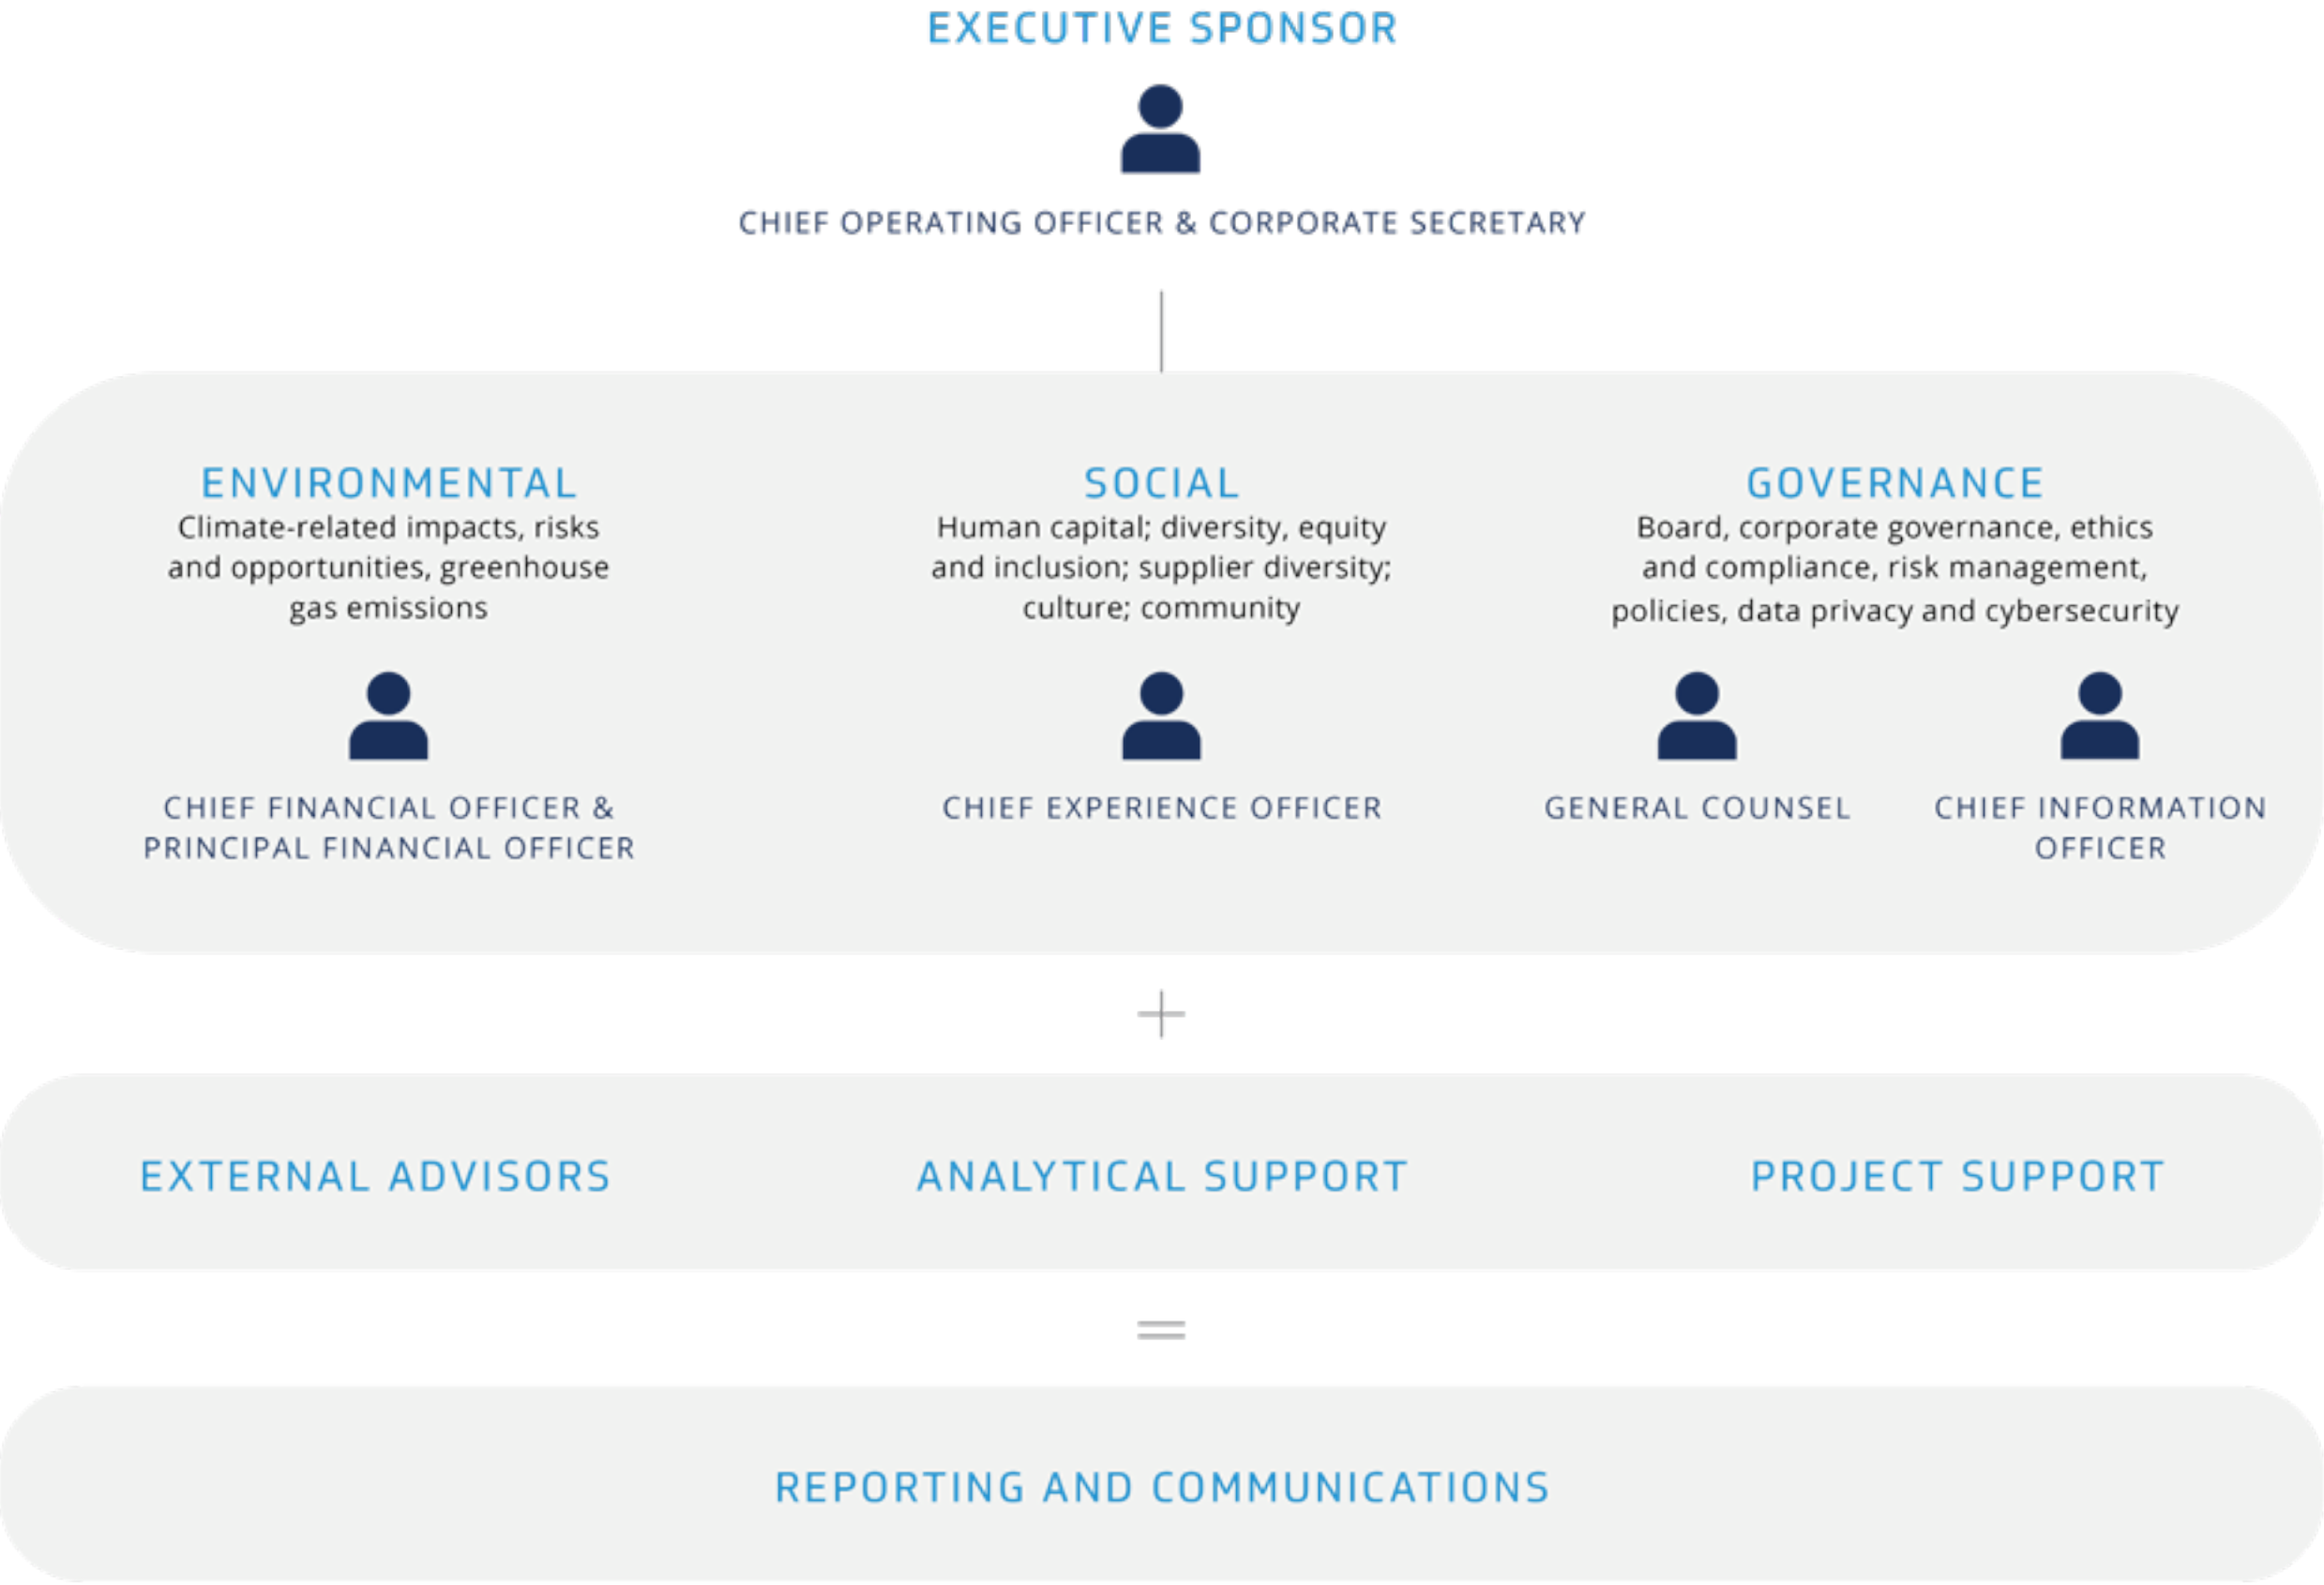 EXECUTIVE SPONSOR
CHIEF OPERATING OFFICER & CORPORATE SECRETARY
ENVIRONMENTAL
Climate-related impacts, risks
and opportunities, greenhouse
gas emissions
CHIEF FINANCIAL OFFICER &
PRINCIPAL FINANCIAL OFFICER
SOCIAL
Human capital; diversity, equity
and inclusion; supplier diversity;
culture; community
CHIEF EXPERIENCE OFFICER
GOVERNANCE
Board, corporate governance, ethics
and compliance, risk management,
policies, data privacy and cybersecurity
GENERAL COUNSEL
CHIEF INFORMATION
OFFICER
+
EXTERNAL ADVISORS
ANALYTICAL SUPPORT
PROJECT SUPPORT
=
REPORTING AND COMMUNICATIONS